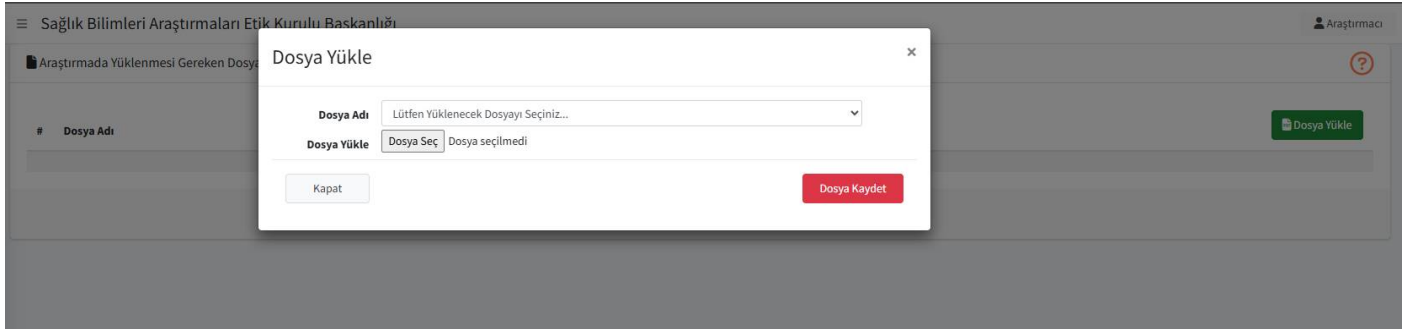 Sağlık Bilimleri Araştırmaları Etik Kurulu Başkanlığı
Araştırmacı
Araştırmada Yüklenmesi Gereken Dosya
?
# Dosya Adı
Dosya Yükle
Dosya Yükle
×
Dosya Adı Lütfen Yüklenecek Dosyayı Seçiniz...
Dosya Yükle Dosya Seç Dosya seçilmedi
Kapat
Dosya Kaydet